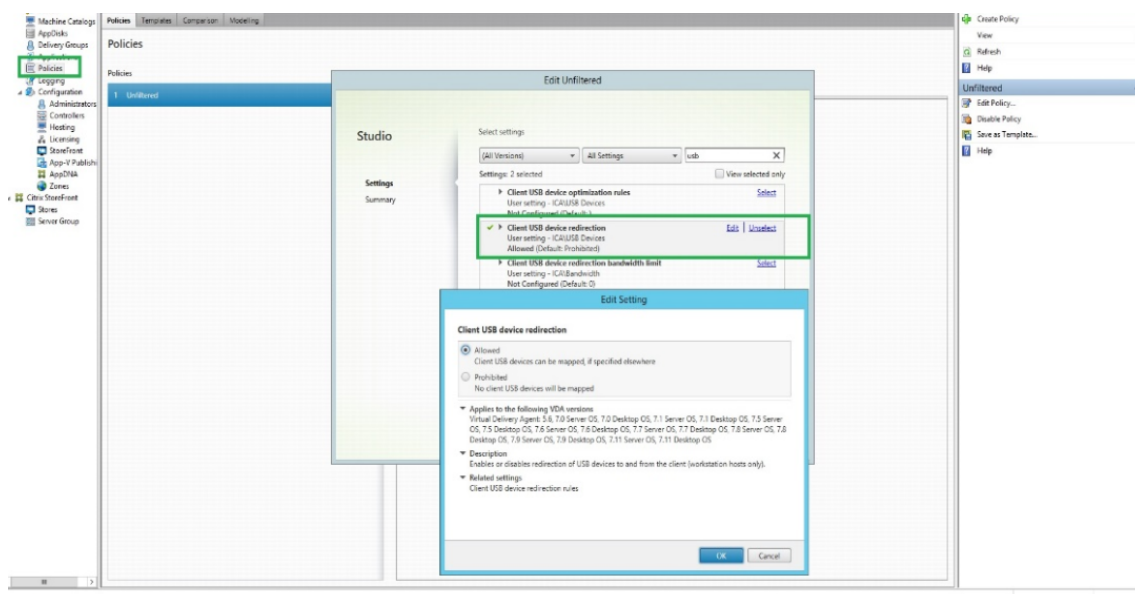 Machine Catalogs
AppDisks
Delivery Groups
Policies
Logging
Configuration
Administrators
Controllers
Hosting
Licensing
StoreFront
App-V Publishi
AppDNA
Zones
Citrix StoreFront
Stores
Server Group
Policies Templates Comparison Modeling
Policies
Policies
1 Unfiltered
Edit Unfiltered
Studio
Settings
Summary
Select settings
(All Versions) All Settings usb X
Settings: 2 selected View selected only
Client USB device optimization rules Select
User setting - ICA\USB Devices
Not Configured (Default: )
Client USB device redirection Edit | Unselect
User setting - ICA\USB Devices
Allowed (Default: Prohibited)
Client USB device redirection bandwidth limit Select
User setting - ICA\Bandwidth
Not Configured (Default: 0)
Edit Setting
Client USB device redirection
Allowed
Client USB devices can be mapped, if specified elsewhere
Prohibited
No client USB devices will be mapped
Applies to the following VDA versions
Virtual Delivery Agent: 5.6, 7.0 Server OS, 7.0 Desktop OS, 7.1 Server OS, 7.1 Desktop OS, 7.5 Server
OS, 7.5 Desktop OS, 7.6 Server OS, 7.6 Desktop OS, 7.7 Server OS, 7.7 Desktop OS, 7.8 Server OS, 7.8
Desktop OS, 7.9 Server OS, 7.9 Desktop OS, 7.11 Server OS, 7.11 Desktop OS
Description
Enables or disables redirection of USB devices to and from the client (workstation hosts only).
Related settings
Client USB device redirection rules
OK Cancel
Create Policy
View
Refresh
Help
Unfiltered
Edit Policy...
Disable Policy
Save as Template...
Help